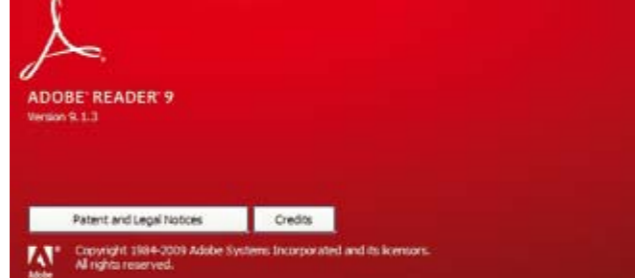 ADOBE® READER® 9
Version 9.1.3
Patent and Legal Notices
Credits
Copyright 1984-2009 Adobe Systems Incorporated and its licensors.
All rights reserved.
Adobe